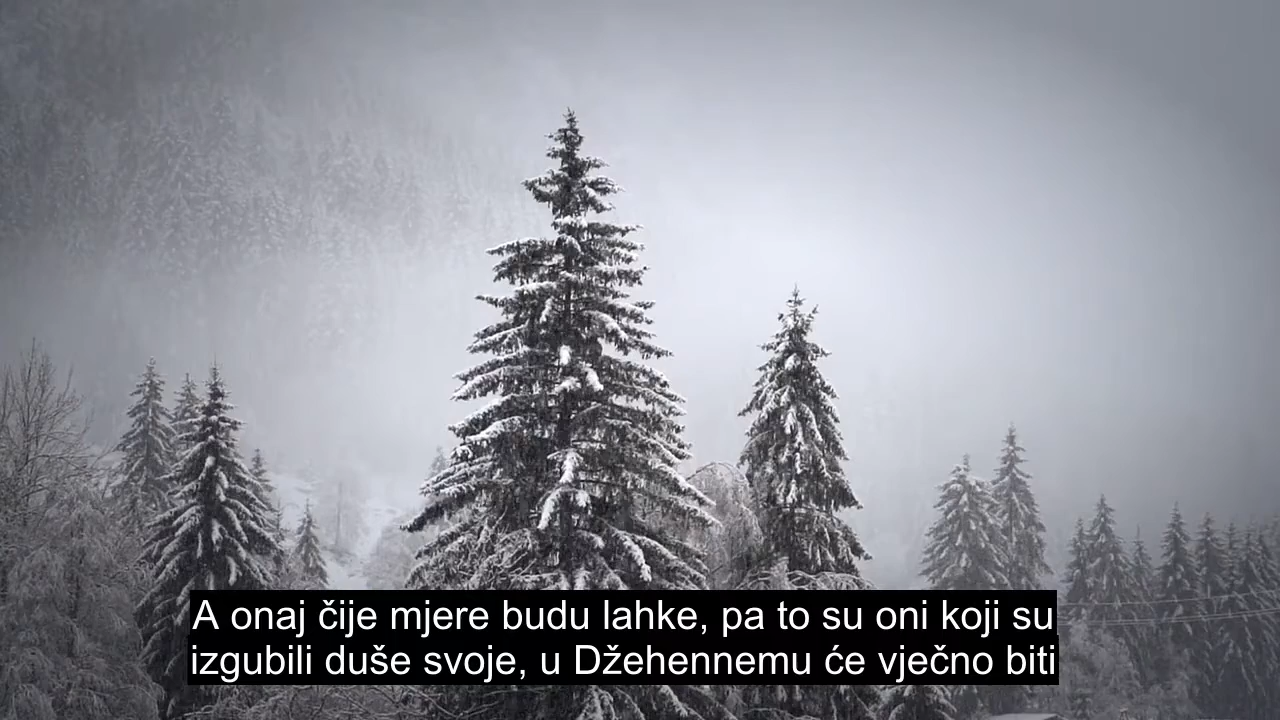 A onaj čije mjere budu lahke, pa to su oni koji su
izgubili duše svoje, u Džehennemu će vječno biti